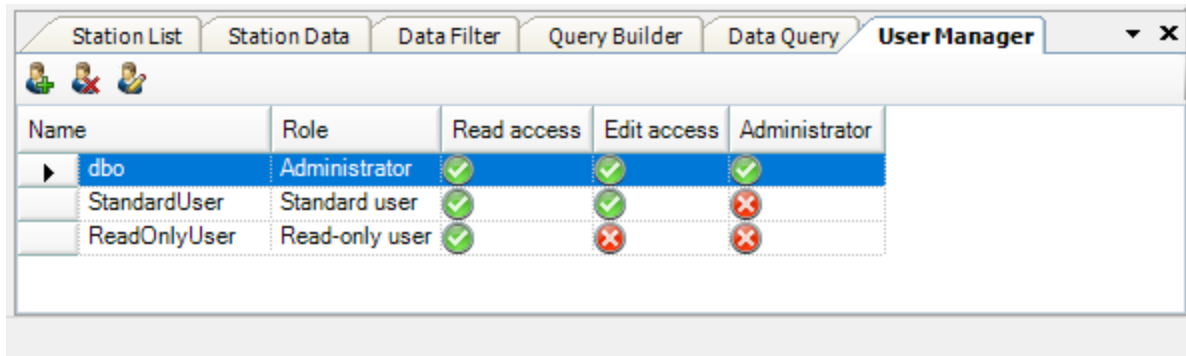 Station List Station Data Data Filter Query Builder Data Query User Manager
Name Role Read access Edit access Administrator
dbo Administrator
StandardUser Standard user
ReadOnlyUser Read-only user